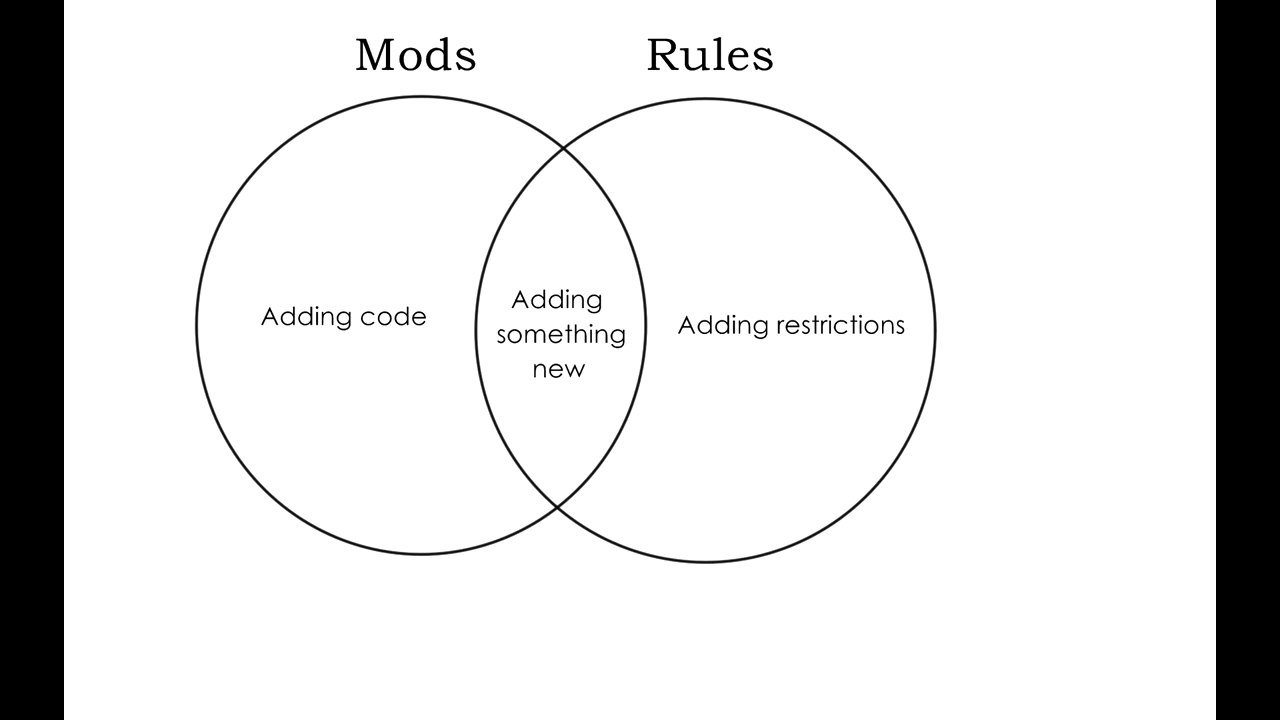 Mods
Rules
Adding code
Adding
something
new
Adding restrictions